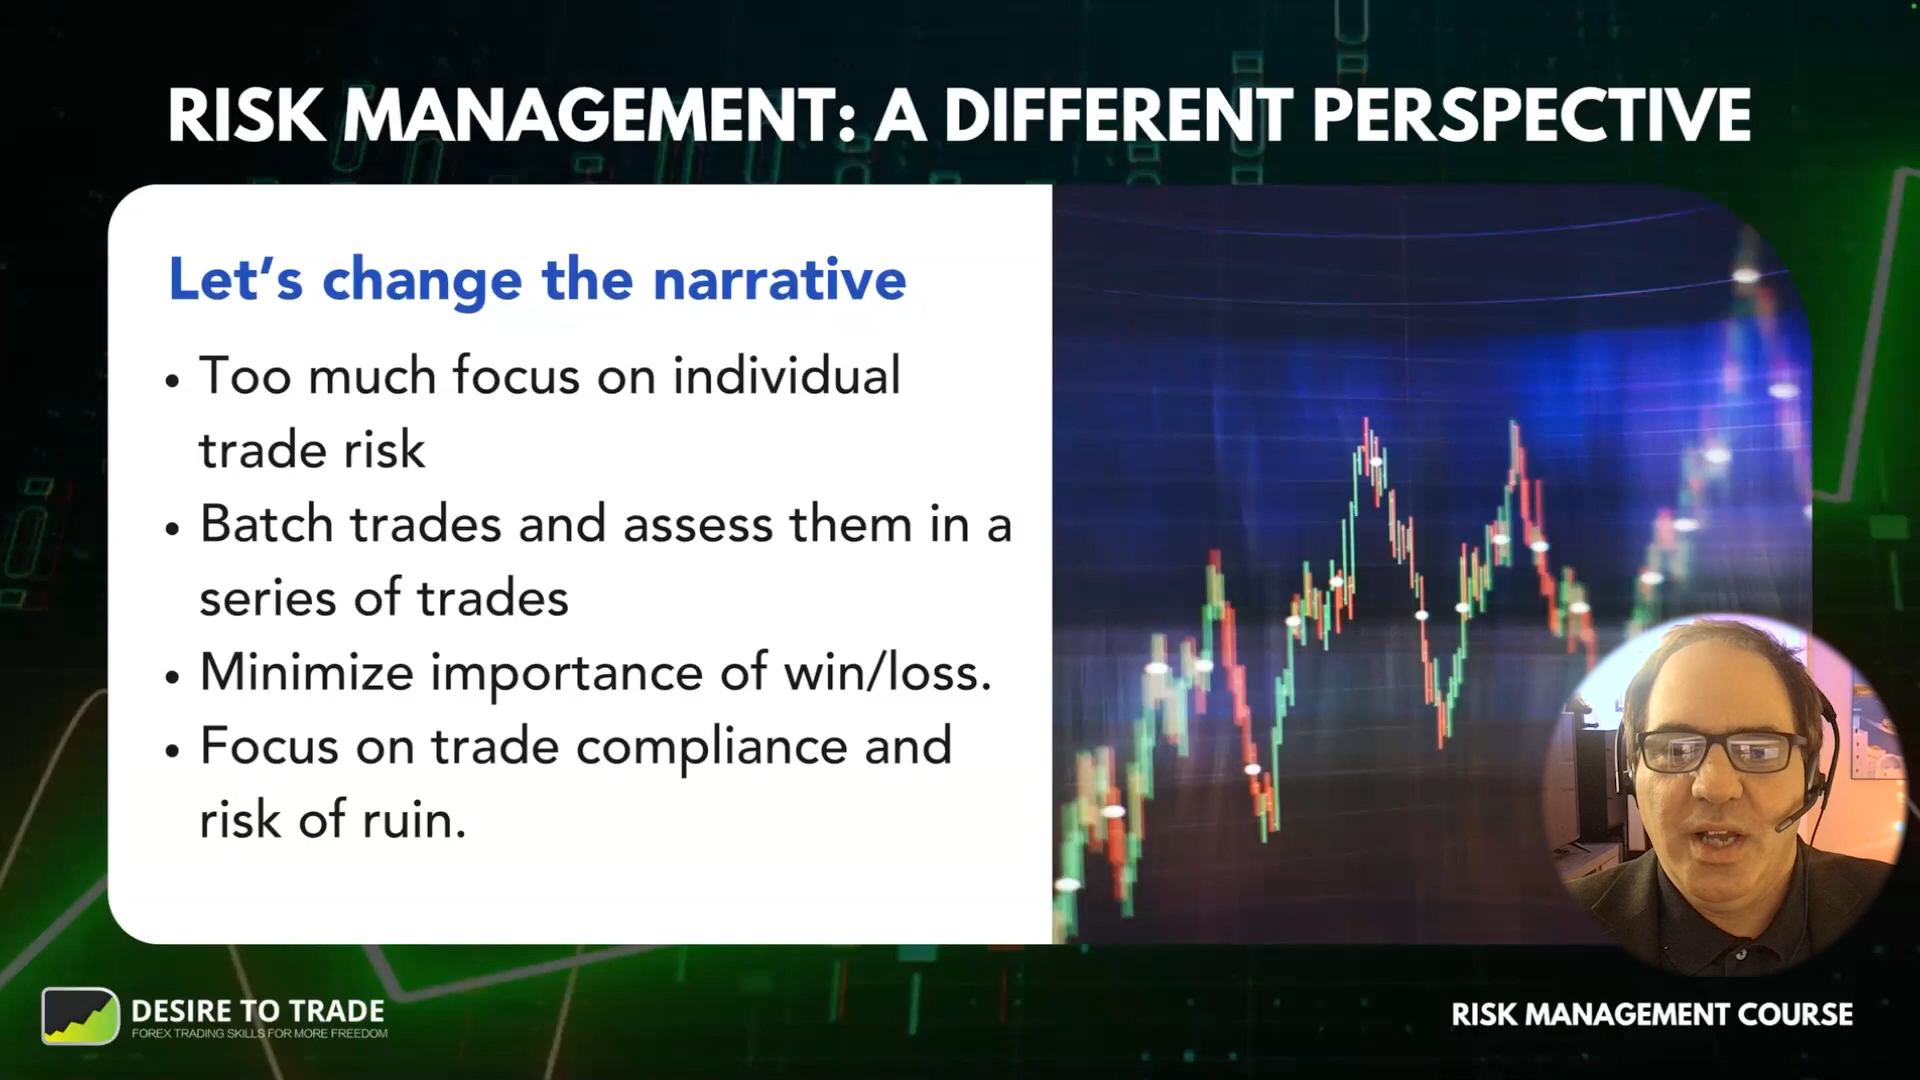 RISK MANAGEMENT: A DIFFERENT PERSPECTIVE
Let's change the narrative
• Too much focus on individual
trade risk
• Batch trades and assess them in a
series of trades
• Minimize importance of win/loss.
• Focus on trade compliance and
risk of ruin.
DESIRE TO TRADE
FOREX TRADING SKILLS FOR MORE FREEDOM
RISK MANAGEMENT COURSE